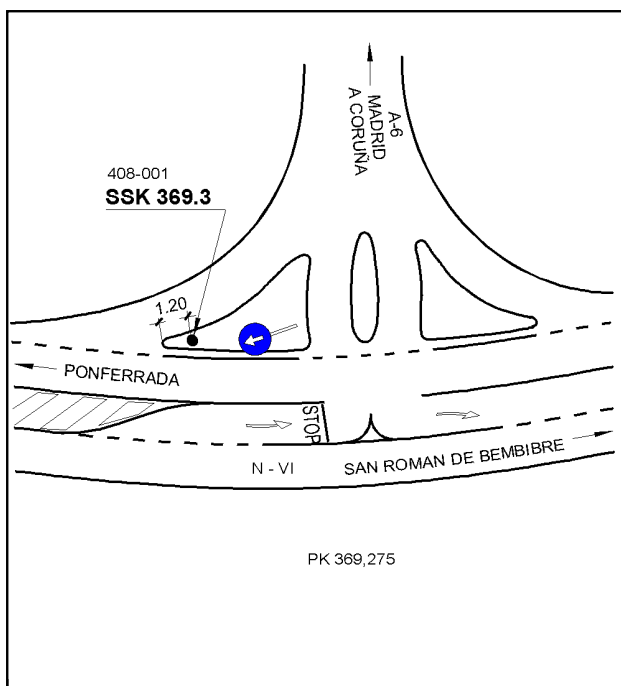 A-6
MADRID
A CORUÑA
408-001
SSK 369.3
1.20
PONFERRADA
STOP
N - VI
SAN ROMAN DE BEMBIBRE
PK 369,275